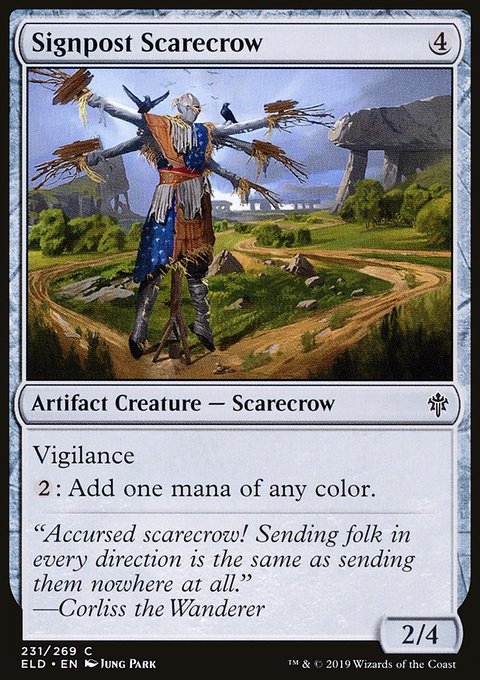 Signpost Scarecrow 4
Artifact Creature — Scarecrow
Vigilance
2: Add one mana of any color.
“Accursed scarecrow! Sending folk in
every direction is the same as sending
them nowhere at all.”
—Corliss the Wanderer
2/4
231/269 C
ELD • EN Jung Park
™ & © 2019 Wizards of the Coast